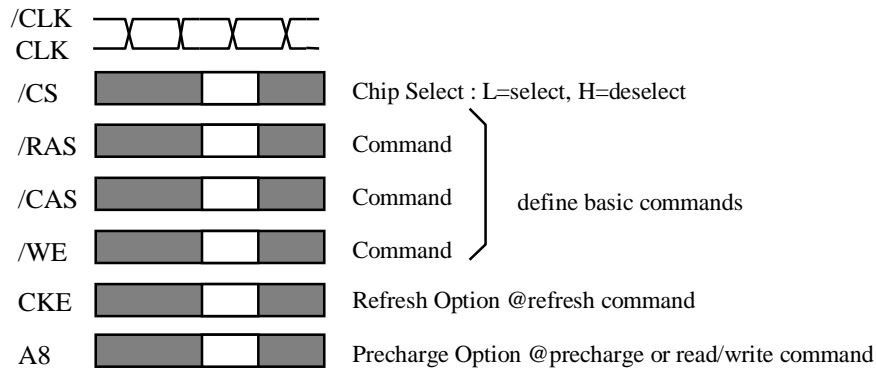 /CLK
CLK
/CS Chip Select : L=select, H=deselect
/RAS Command
/CAS Command define basic commands
/WE Command
CKE Refresh Option @refresh command
A8 Precharge Option @precharge or read/write command